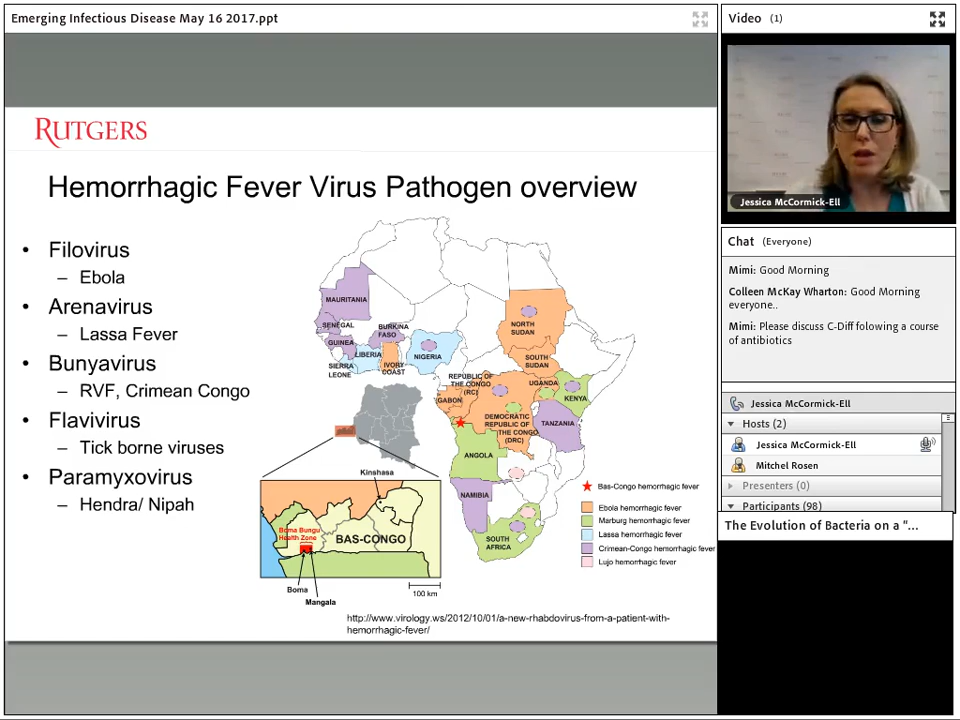 Emerging Infectious Disease May 16 2017.ppt
RUTGERS
Hemorrhagic Fever Virus Pathogen overview
• Filovirus
– Ebola
• Arenavirus
– Lassa Fever
• Bunyavirus
– RVF, Crimean Congo
• Flavivirus
– Tick borne viruses
• Paramyxovirus
– Hendra/ Nipah
MAURITANIA
SENEGAL
GUINEA
BURKINA
FASO
LIBERIA
SIERRA
LEONE
IVORY
COAST
NIGERIA
NORTH
SUDAN
SOUTH
SUDAN
REPUBLIC OF
THE CONGO
(RC)
GABON
UGANDA
KENYA
DEMOCRATIC
REPUBLIC OF
THE CONGO
(DRC)
TANZANIA
ANGOLA
NAMIBIA
SOUTH
AFRICA
Kinshasa
Boma Bungu
Health Zone
BAS-CONGO
Boma
Mangala
100 km
Bas-Congo hemorrhagic fever
Ebola hemorrhagic fever
Marburg hemorrhagic fever
Lassa hemorrhagic fever
Crimean-Congo hemorrhagic fever
Lujo hemorrhagic fever
http://www.virology.ws/2012/10/01/a-new-rhabdovirus-from-a-patient-with-
hemorrhagic-fever/
Video (1)
Jessica McCormick-Ell
Chat (Everyone)
Mimi: Good Morning
Colleen McKay Wharton: Good Morning
everyone..
Mimi: Please discuss C-Diff folowing a course
of antibiotics
Jessica McCormick-Ell
Hosts (2)
Jessica McCormick-Ell
Mitchel Rosen
Presenters (0)
Participants (98)
The Evolution of Bacteria on a “...